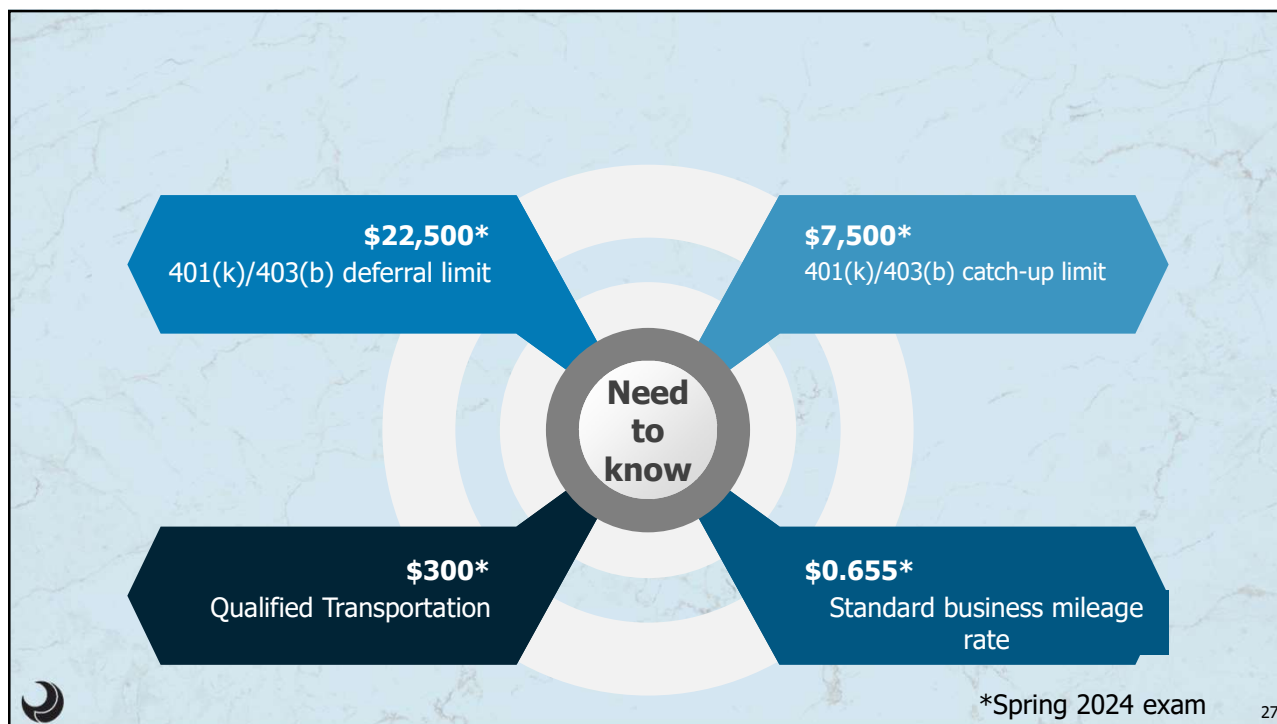 $22,500*
401(k)/403(b) deferral limit
$7,500*
401(k)/403(b) catch-up limit
Need
to
know
$300*
Qualified Transportation
$0.655*
Standard business mileage
rate
*Spring 2024 exam
27